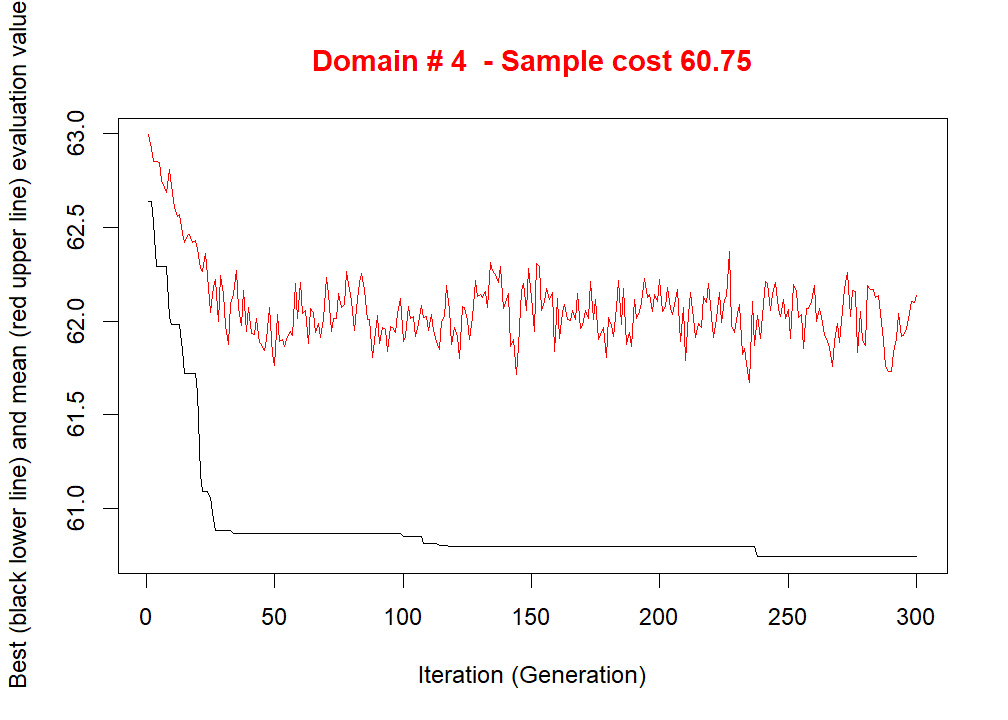 Domain # 4  - Sample cost 60.75
Best (black lower line) and mean (red upper line) evaluation value
63.0
62.5
62.0
61.5
61.0
0 50 100 150 200 250 300
Iteration (Generation)